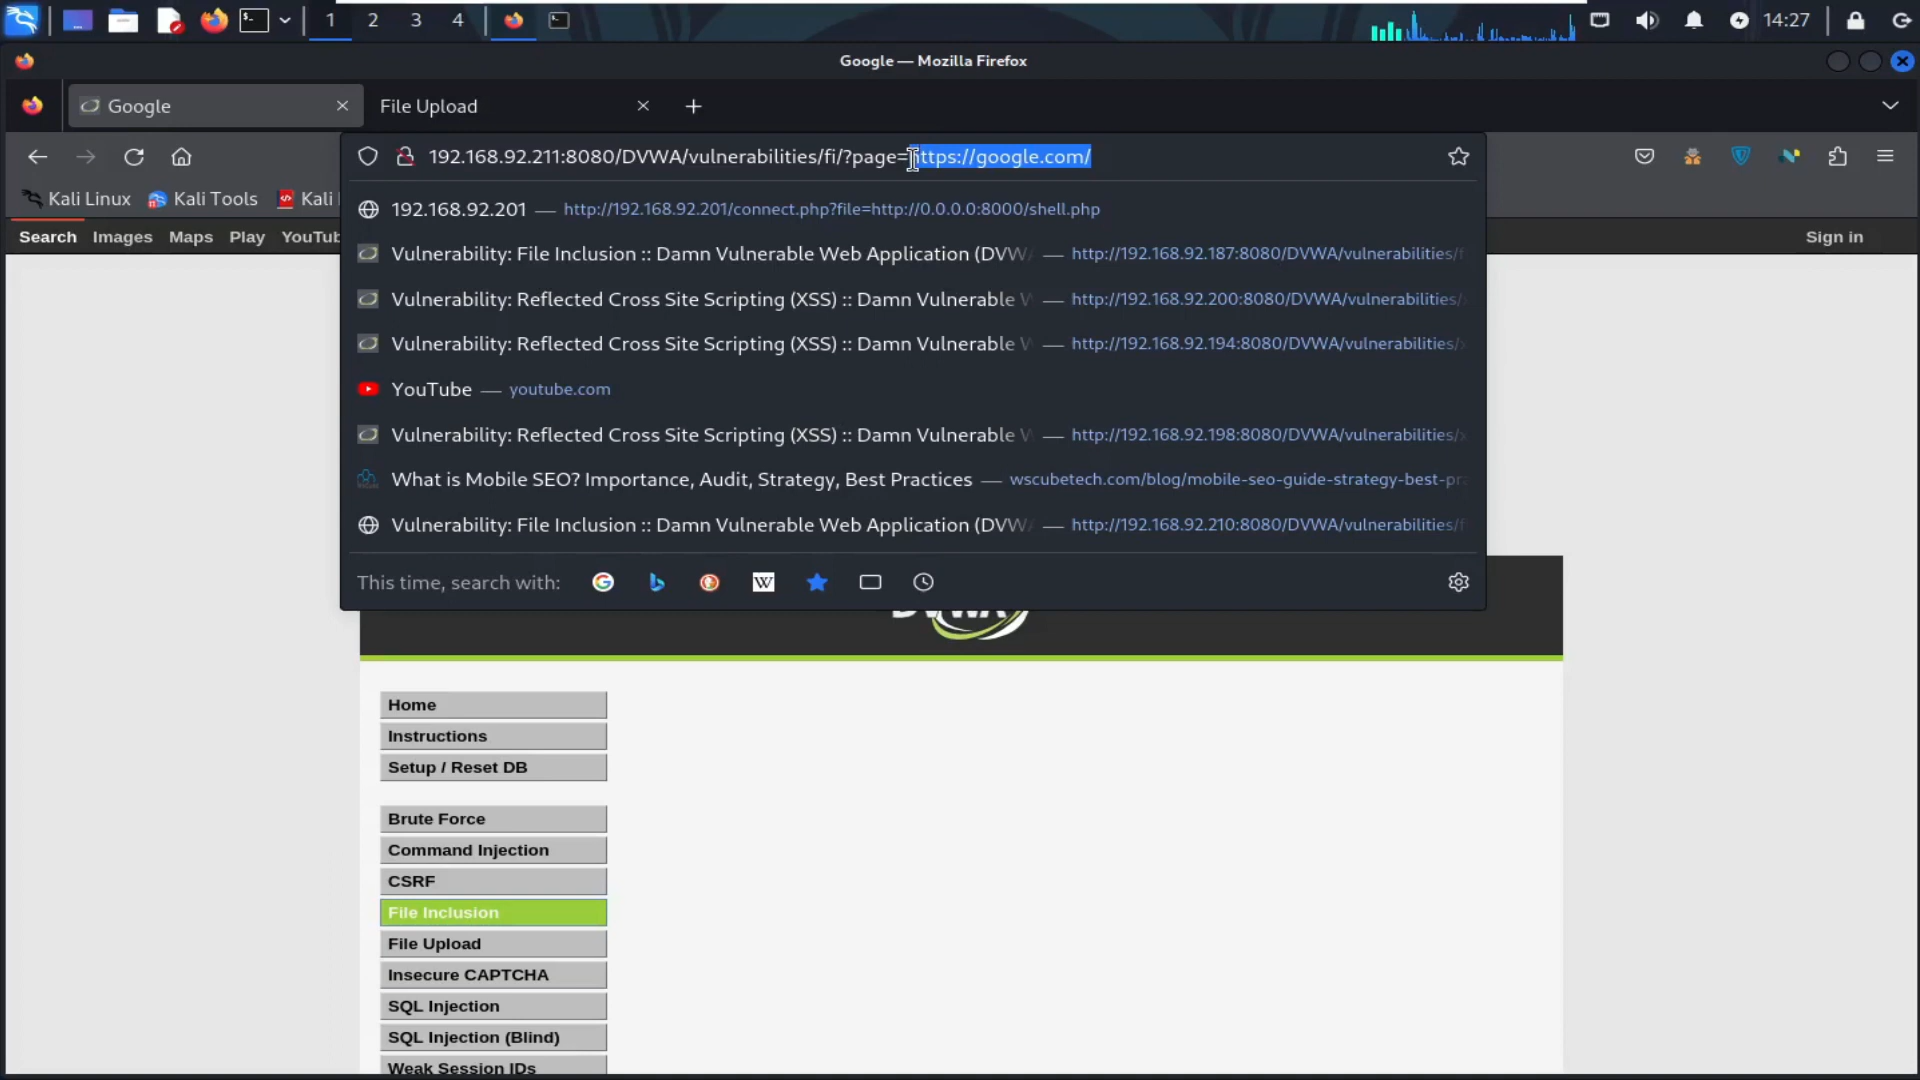 1 2 3 4 14:27
Google — Mozilla Firefox
Google File Upload
192.168.92.211:8080/DVWA/vulnerabilities/fi/?page=https://google.com/
Kali Linux Kali Tools Kali
192.168.92.201 — http://192.168.92.201/connect.php?file=http://0.0.0.0:8000/shell.php
Search Images Maps Play YouTub Sign in
Vulnerability: File Inclusion :: Damn Vulnerable Web Application (DVWA — http://192.168.92.187:8080/DVWA/vulnerabilities/f
Vulnerability: Reflected Cross Site Scripting (XSS) :: Damn Vulnerable W — http://192.168.92.200:8080/DVWA/vulnerabilities/x
Vulnerability: Reflected Cross Site Scripting (XSS) :: Damn Vulnerable W — http://192.168.92.194:8080/DVWA/vulnerabilities/x
YouTube — youtube.com
Vulnerability: Reflected Cross Site Scripting (XSS) :: Damn Vulnerable W — http://192.168.92.198:8080/DVWA/vulnerabilities/x
What is Mobile SEO? Importance, Audit, Strategy, Best Practices — wscubetech.com/blog/mobile-seo-guide-strategy-best-pr
Vulnerability: File Inclusion :: Damn Vulnerable Web Application (DVWA — http://192.168.92.210:8080/DVWA/vulnerabilities/f
This time, search with: G b W
DVWA
Home
Instructions
Setup / Reset DB
Brute Force
Command Injection
CSRF
File Inclusion
File Upload
Insecure CAPTCHA
SQL Injection
SQL Injection (Blind)
Weak Session IDs